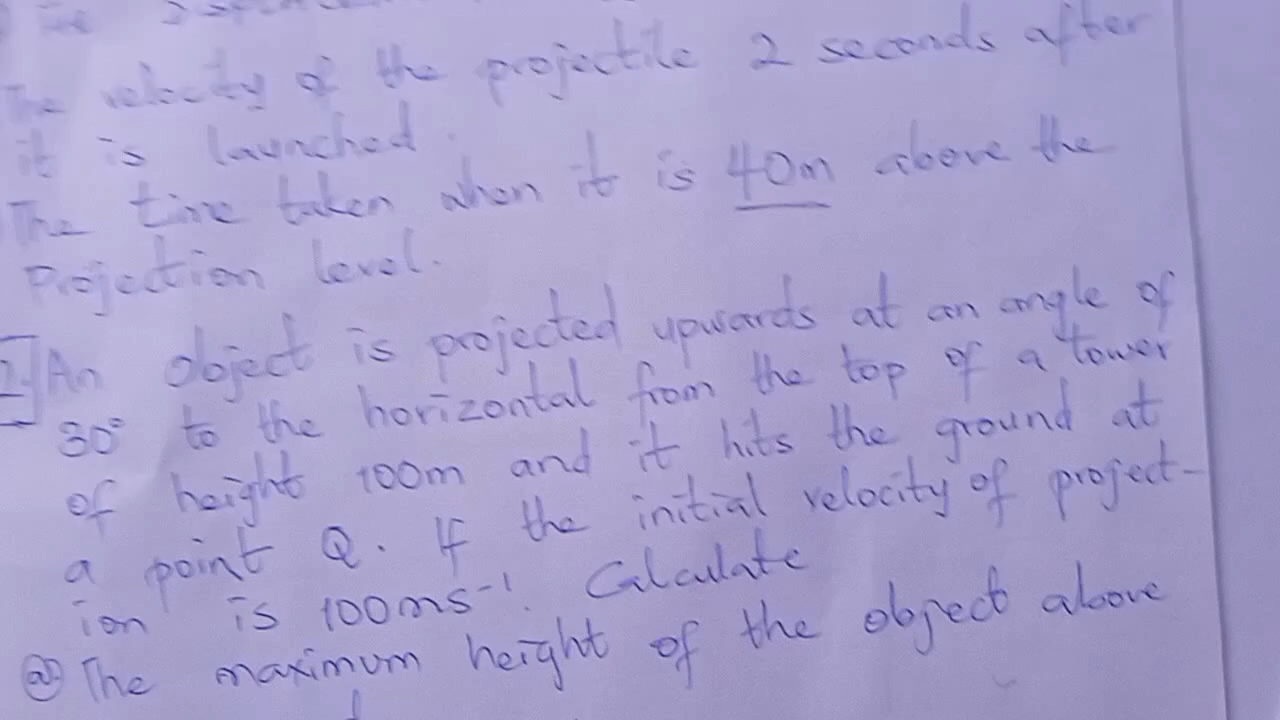 The velocity of the projectile 2 seconds after
it is launched.
The time taken when it is 40m above the
Projection level.
An object is projected upwards at an angle of
30° to the horizontal from the top of a tower
of height 100m and it hits the ground at
a point Q. If the initial velocity of project-
ion is 100ms⁻¹. Calculate
(a) The maximum height of the object above